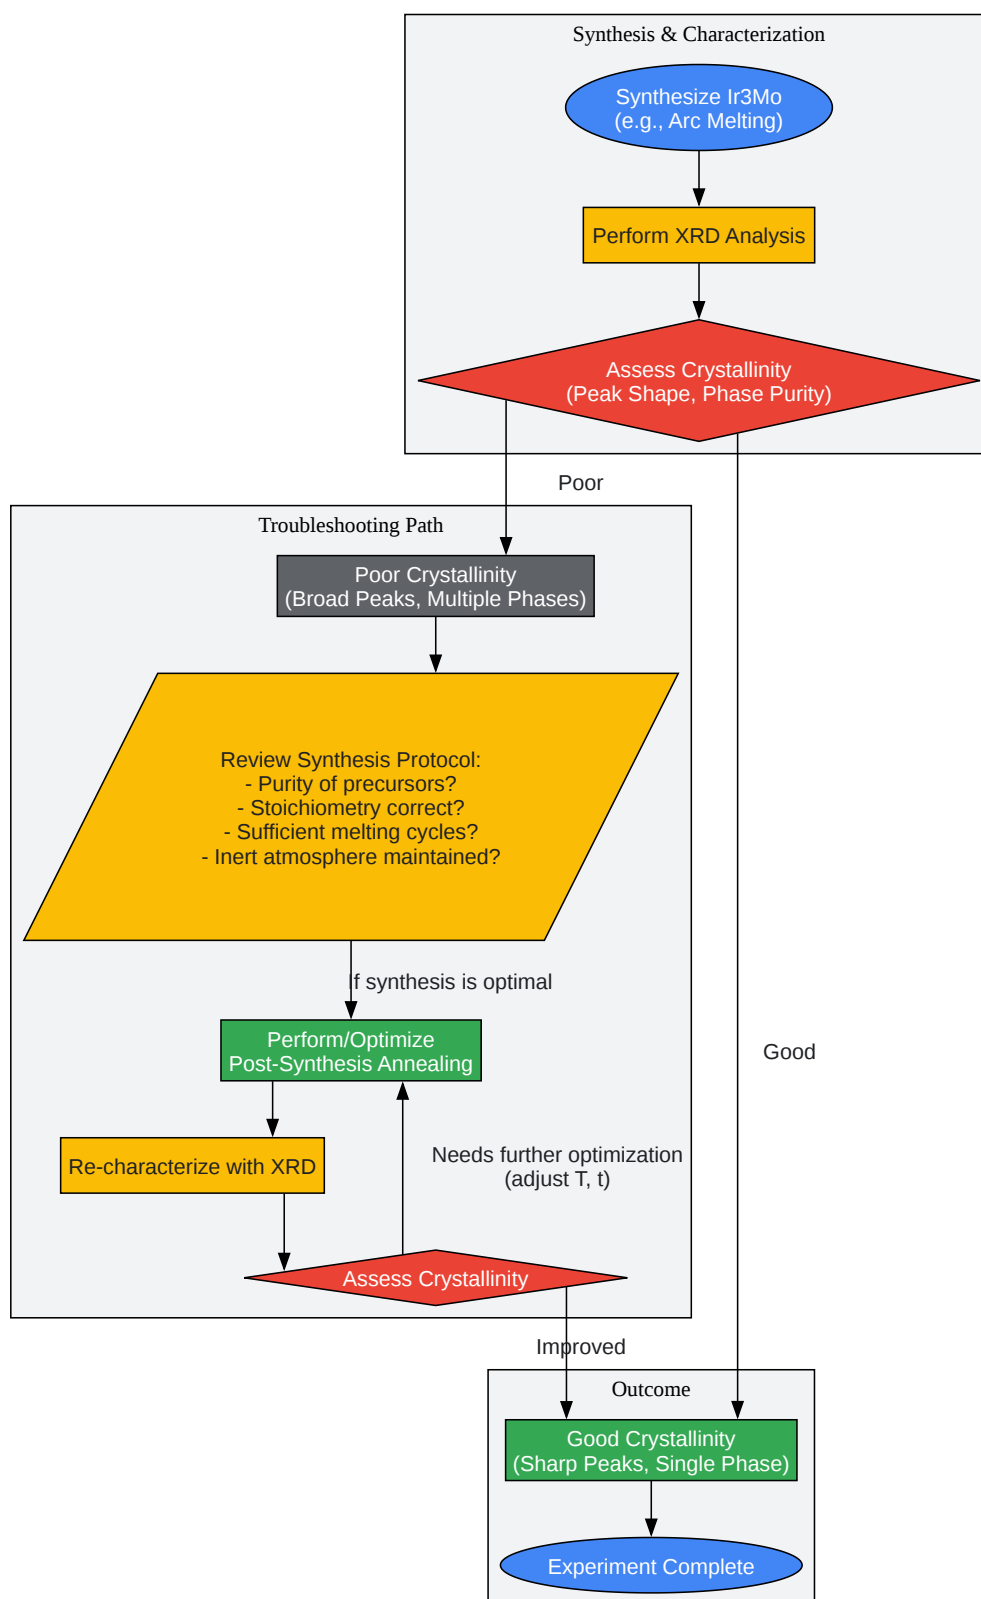 Synthesis & Characterization
Synthesize Ir3Mo
(e.g., Arc Melting)
Perform XRD Analysis
Assess Crystallinity
(Peak Shape, Phase Purity)
Poor
Troubleshooting Path
Poor Crystallinity
(Broad Peaks, Multiple Phases)
Review Synthesis Protocol:
- Purity of precursors?
- Stoichiometry correct?
- Sufficient melting cycles?
- Inert atmosphere maintained?
If synthesis is optimal
Perform/Optimize
Post-Synthesis Annealing
Good
Re-characterize with XRD
Needs further optimization
(adjust T, t)
Assess Crystallinity
Improved
Outcome
Good Crystallinity
(Sharp Peaks, Single Phase)
Experiment Complete